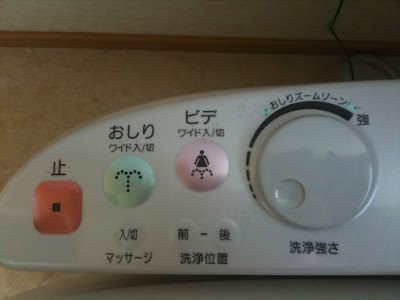 おしりズームゾーン
強
ビデ
ワイド入/切
おしり
ワイド入/切
止
入/切
マッサージ
前 - 後
洗浄位置
洗浄強さ